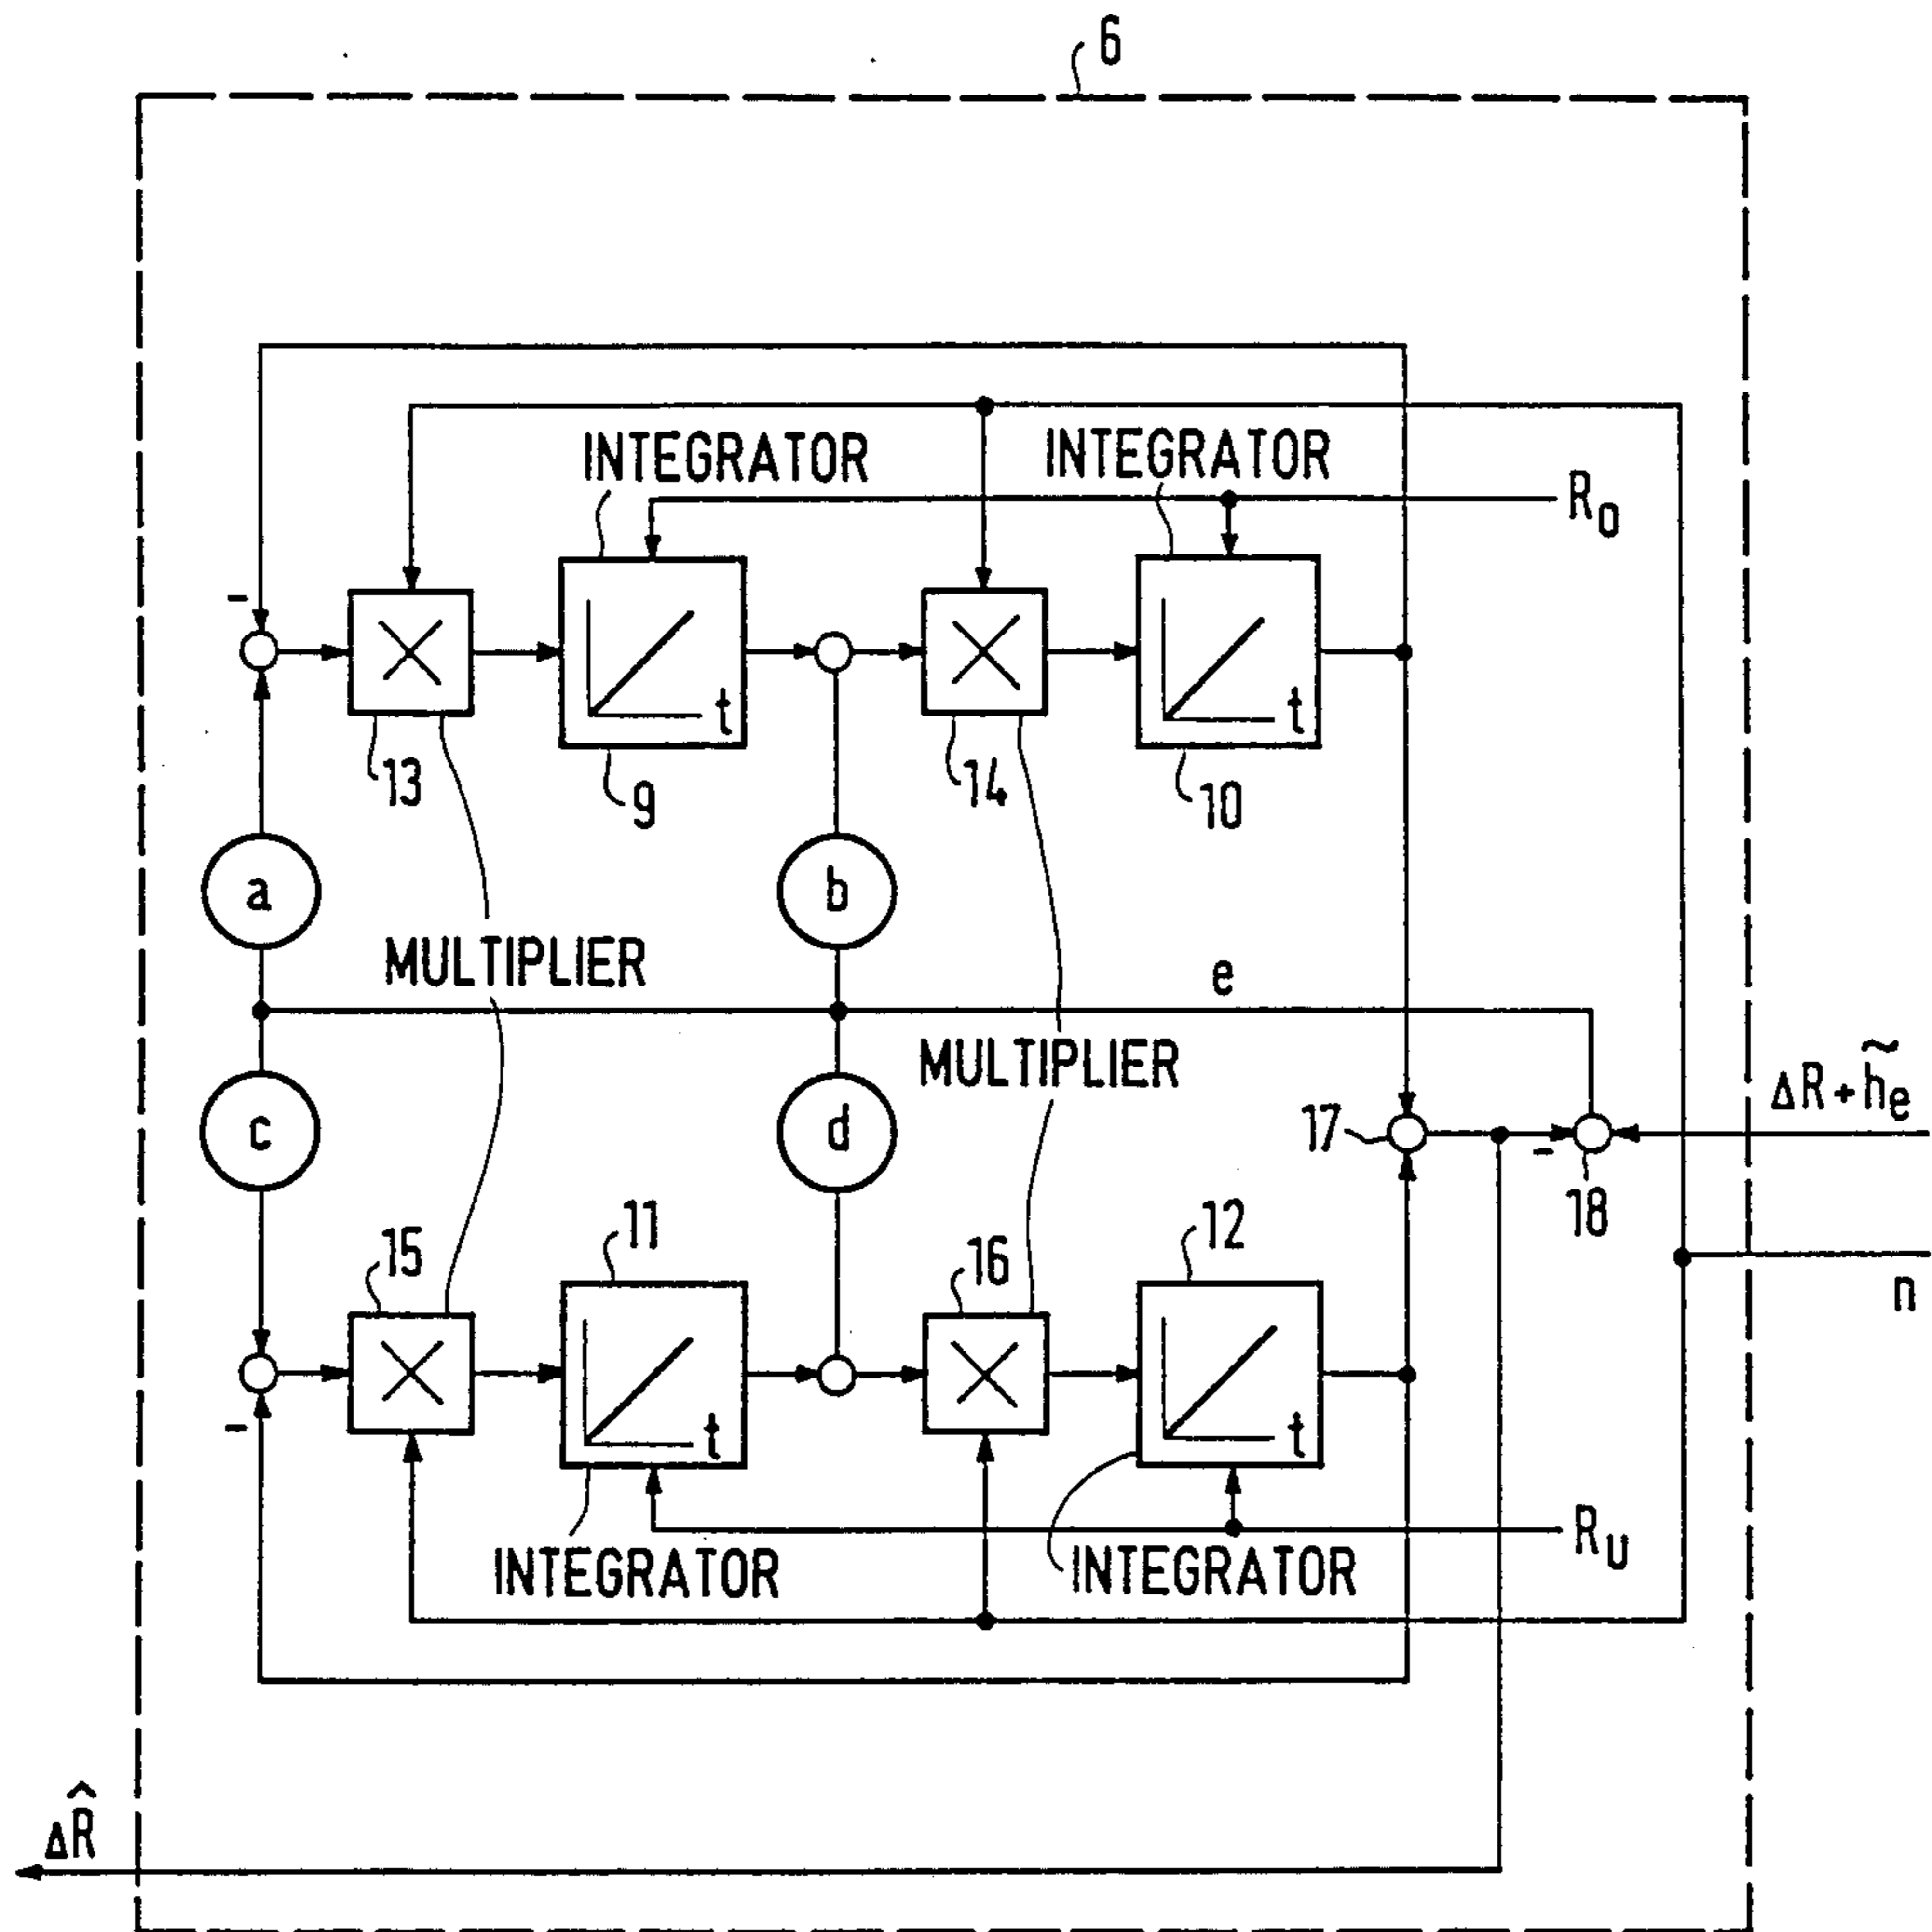 6
INTEGRATOR
INTEGRATOR
R₀
-
t
t
13
9
14
10
a
b
MULTIPLIER
e
MULTIPLIER
ΔR+h̃ₑ
c
d
17
-
18
15
11
16
12
n
t
t
-
R_U
INTEGRATOR
INTEGRATOR
ΔR̂